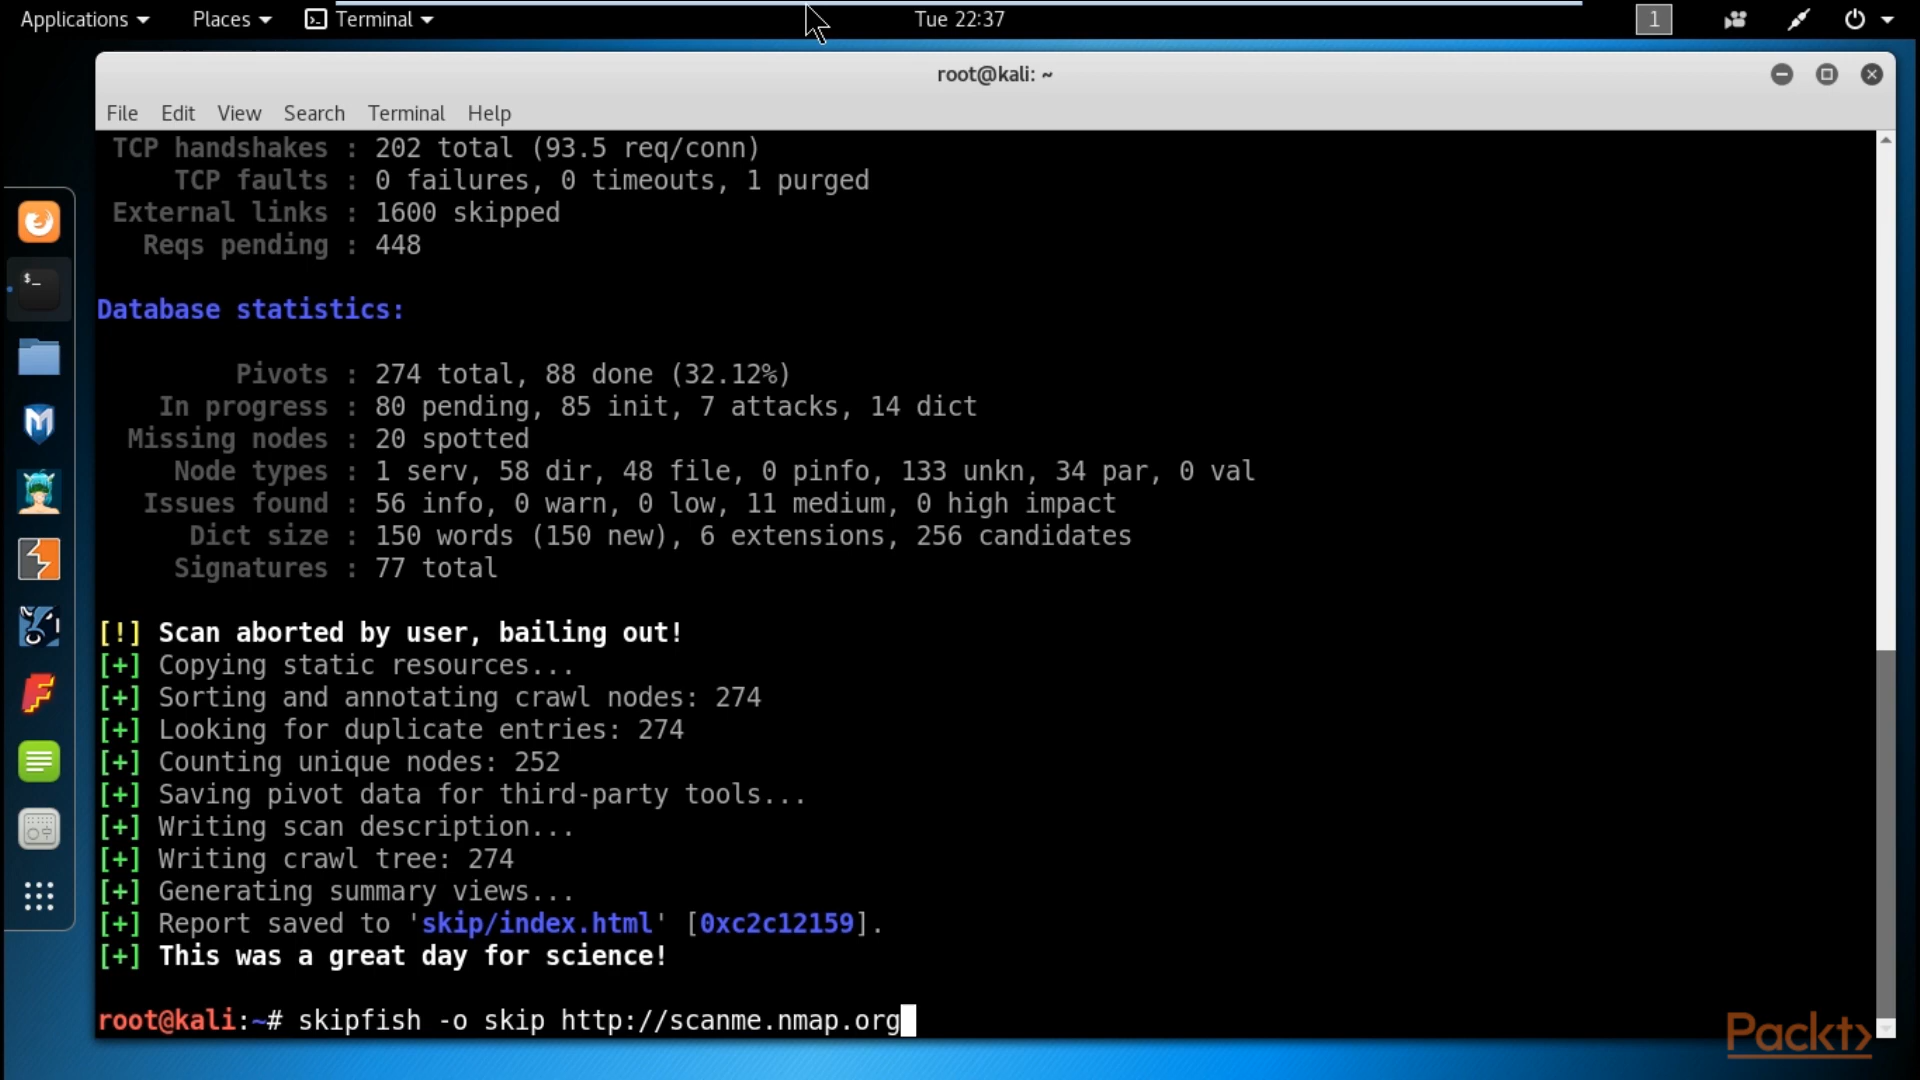 Applications Places Terminal Tue 22:37 1
root@kali: ~
File Edit View Search Terminal Help
TCP handshakes : 202 total (93.5 req/conn)
TCP faults : 0 failures, 0 timeouts, 1 purged
External links : 1600 skipped
Reqs pending : 448
Database statistics:
Pivots : 274 total, 88 done (32.12%)
In progress : 80 pending, 85 init, 7 attacks, 14 dict
Missing nodes : 20 spotted
Node types : 1 serv, 58 dir, 48 file, 0 pinfo, 133 unkn, 34 par, 0 val
Issues found : 56 info, 0 warn, 0 low, 11 medium, 0 high impact
Dict size : 150 words (150 new), 6 extensions, 256 candidates
Signatures : 77 total
[!] Scan aborted by user, bailing out!
[+] Copying static resources...
[+] Sorting and annotating crawl nodes: 274
[+] Looking for duplicate entries: 274
[+] Counting unique nodes: 252
[+] Saving pivot data for third-party tools...
[+] Writing scan description...
[+] Writing crawl tree: 274
[+] Generating summary views...
[+] Report saved to 'skip/index.html' [0xc2c12159].
[+] This was a great day for science!
root@kali:~# skipfish -o skip http://scanme.nmap.org
Packt>